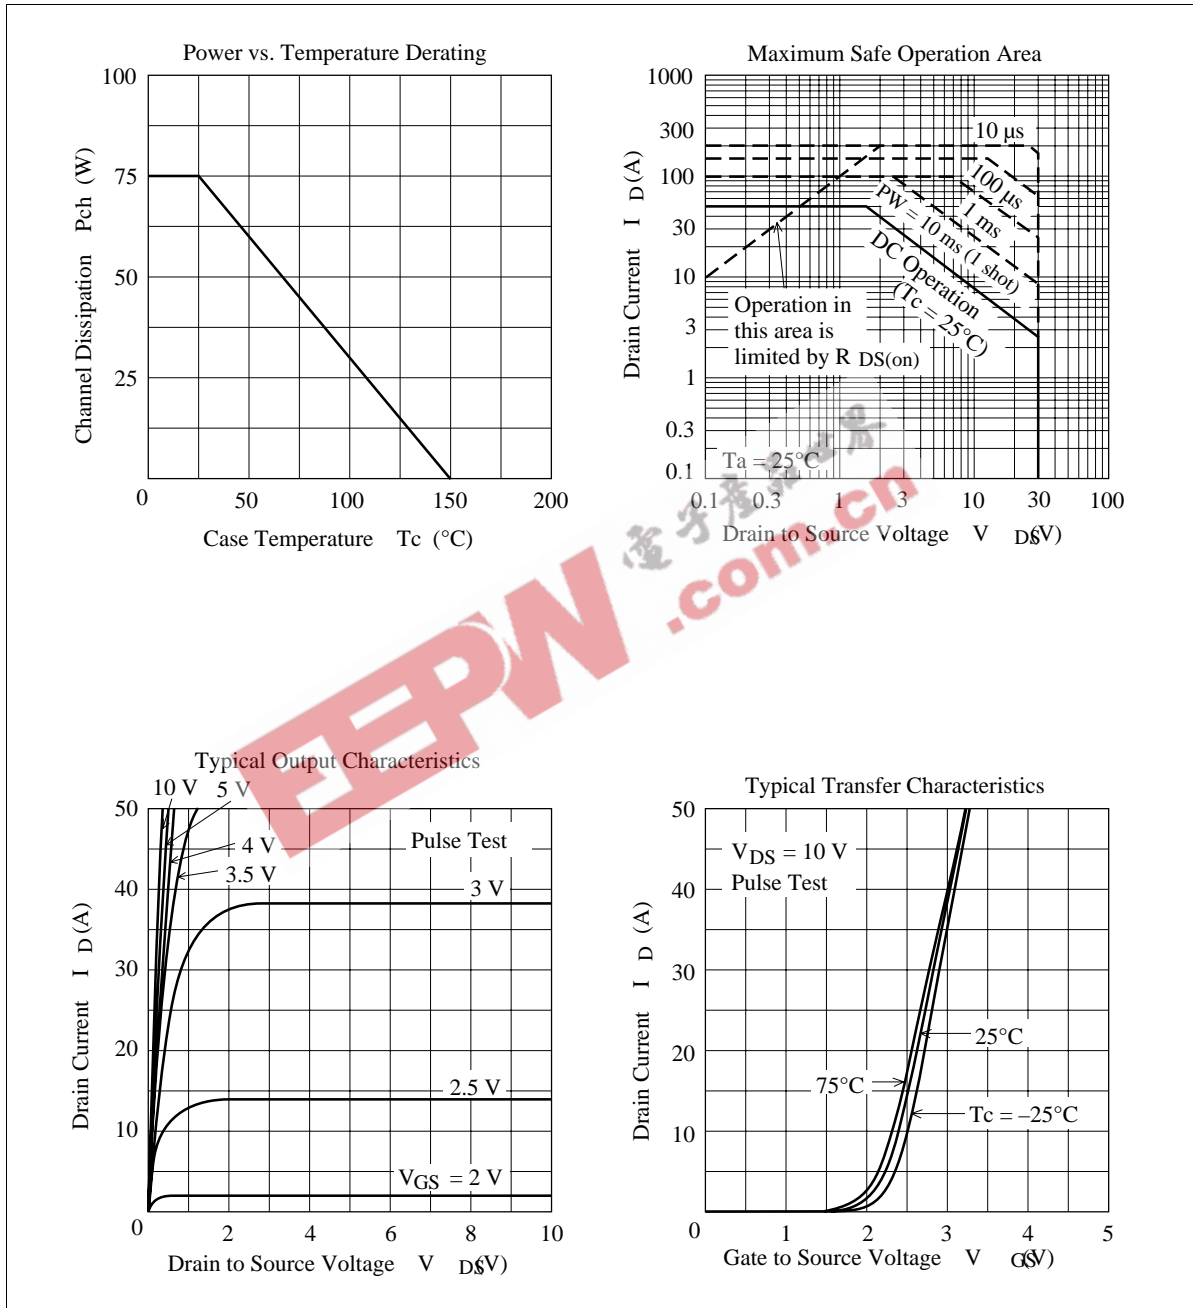 Power vs. Temperature Derating
100
75
50
25
0
50
100
150
200
Channel Dissipation Pch (W)
Case Temperature Tc (°C)
Maximum Safe Operation Area
1000
300
100
30
10
3
1
0.3
0.1
0.1
0.3
1
3
10
30
100
Drain Current I D (A)
10 µs
100 µs
1 ms
PW = 10 ms (1 shot)
DC Operation
(Tc = 25°C)
Operation in
this area is
limited by R DS(on)
Ta = 25°C
Drain to Source Voltage V DS (V)
電子產品世界
.com.cn
EEPW
Typical Output Characteristics
50
40
30
20
10
0
2
4
6
8
10
Drain Current I D (A)
10 V
5 V
4 V
3.5 V
Pulse Test
3 V
2.5 V
VGS = 2 V
Drain to Source Voltage V DS (V)
Typical Transfer Characteristics
50
40
30
20
10
0
1
2
3
4
5
Drain Current I D (A)
VDS = 10 V
Pulse Test
25°C
75°C
Tc = –25°C
Gate to Source Voltage V GS (V)